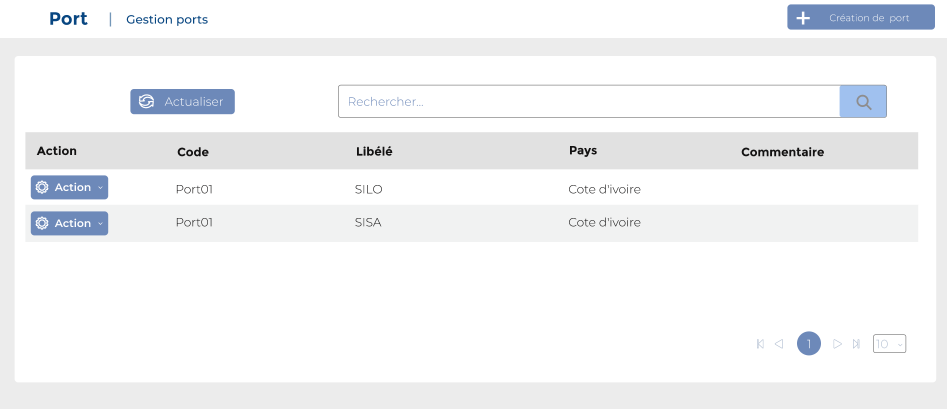 Port | Gestion ports
Création de port
Actualiser
Rechercher...
Action Code Libélé Pays Commentaire
Action Port01 SILO Cote d'ivoire
Action Port01 SISA Cote d'ivoire
1 10